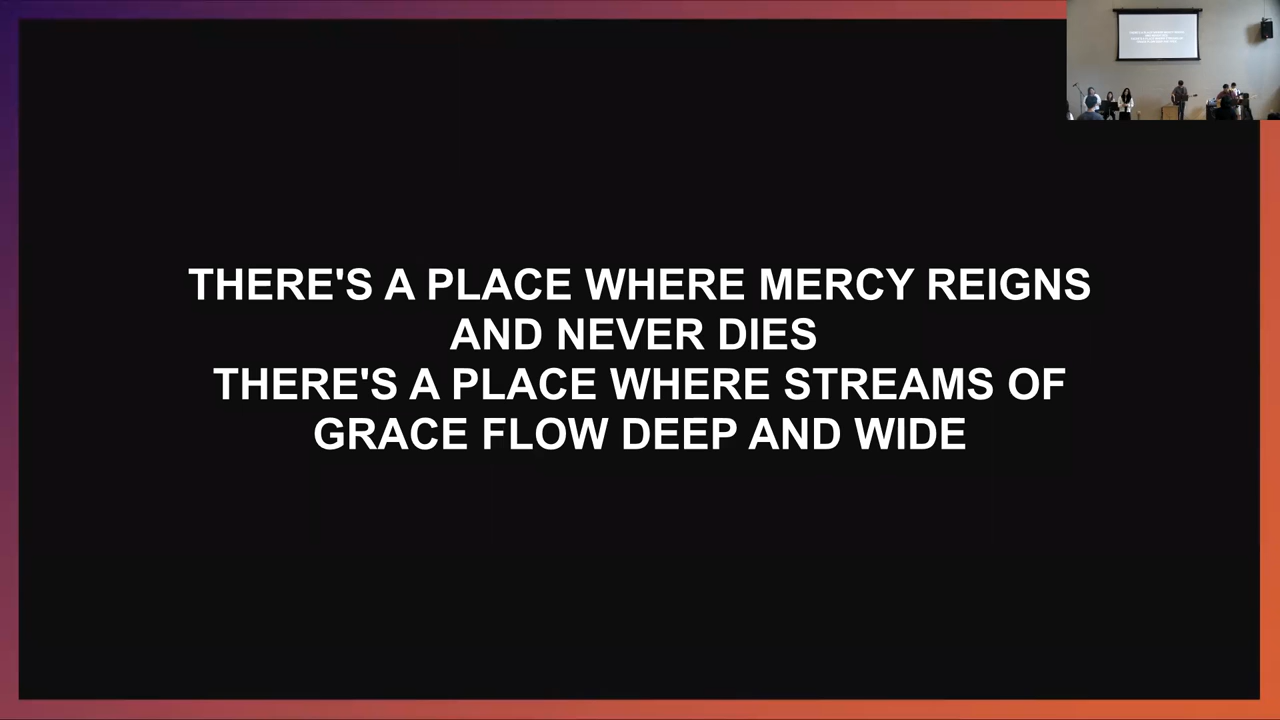 THERE'S A PLACE WHERE MERCY REIGNS
AND NEVER DIES
THERE'S A PLACE WHERE STREAMS OF
GRACE FLOW DEEP AND WIDE